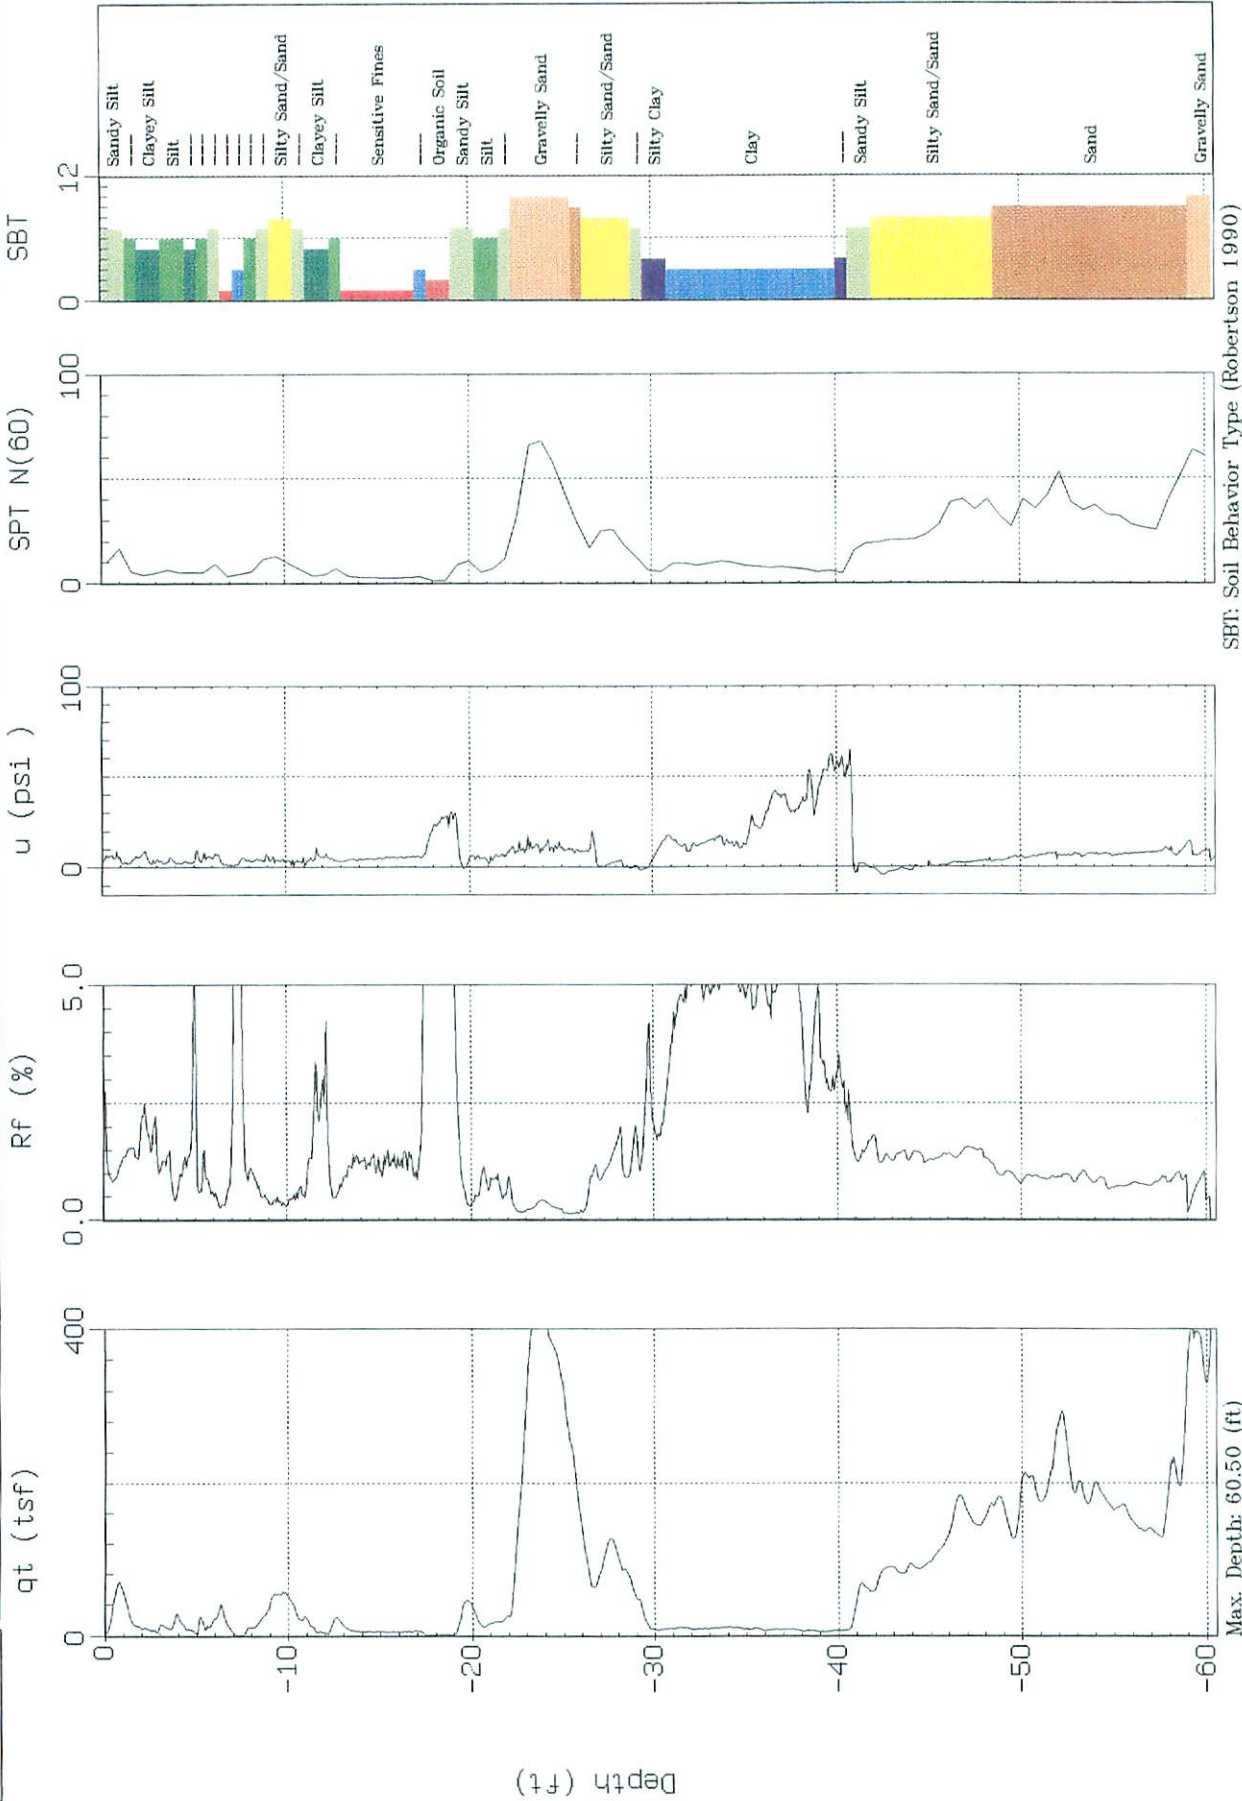 qt (tsf)
0
400
Rf (%)
0.0
5.0
u (psi )
0
100
SPT N(60)
0
100
SBT
0
12
Depth (ft)
0
-10
-20
-30
-40
-50
-60
Sandy Silt
Clayey Silt
Silt
Silty Sand/Sand
Clayey Silt
Sensitive Fines
Organic Soil
Sandy Silt
Silt
Gravelly Sand
Silty Sand/Sand
Silty Clay
Clay
Sandy Silt
Silty Sand/Sand
Sand
Gravelly Sand
Max. Depth: 60.50 (ft)
SBT: Soil Behavior Type (Robertson 1990)